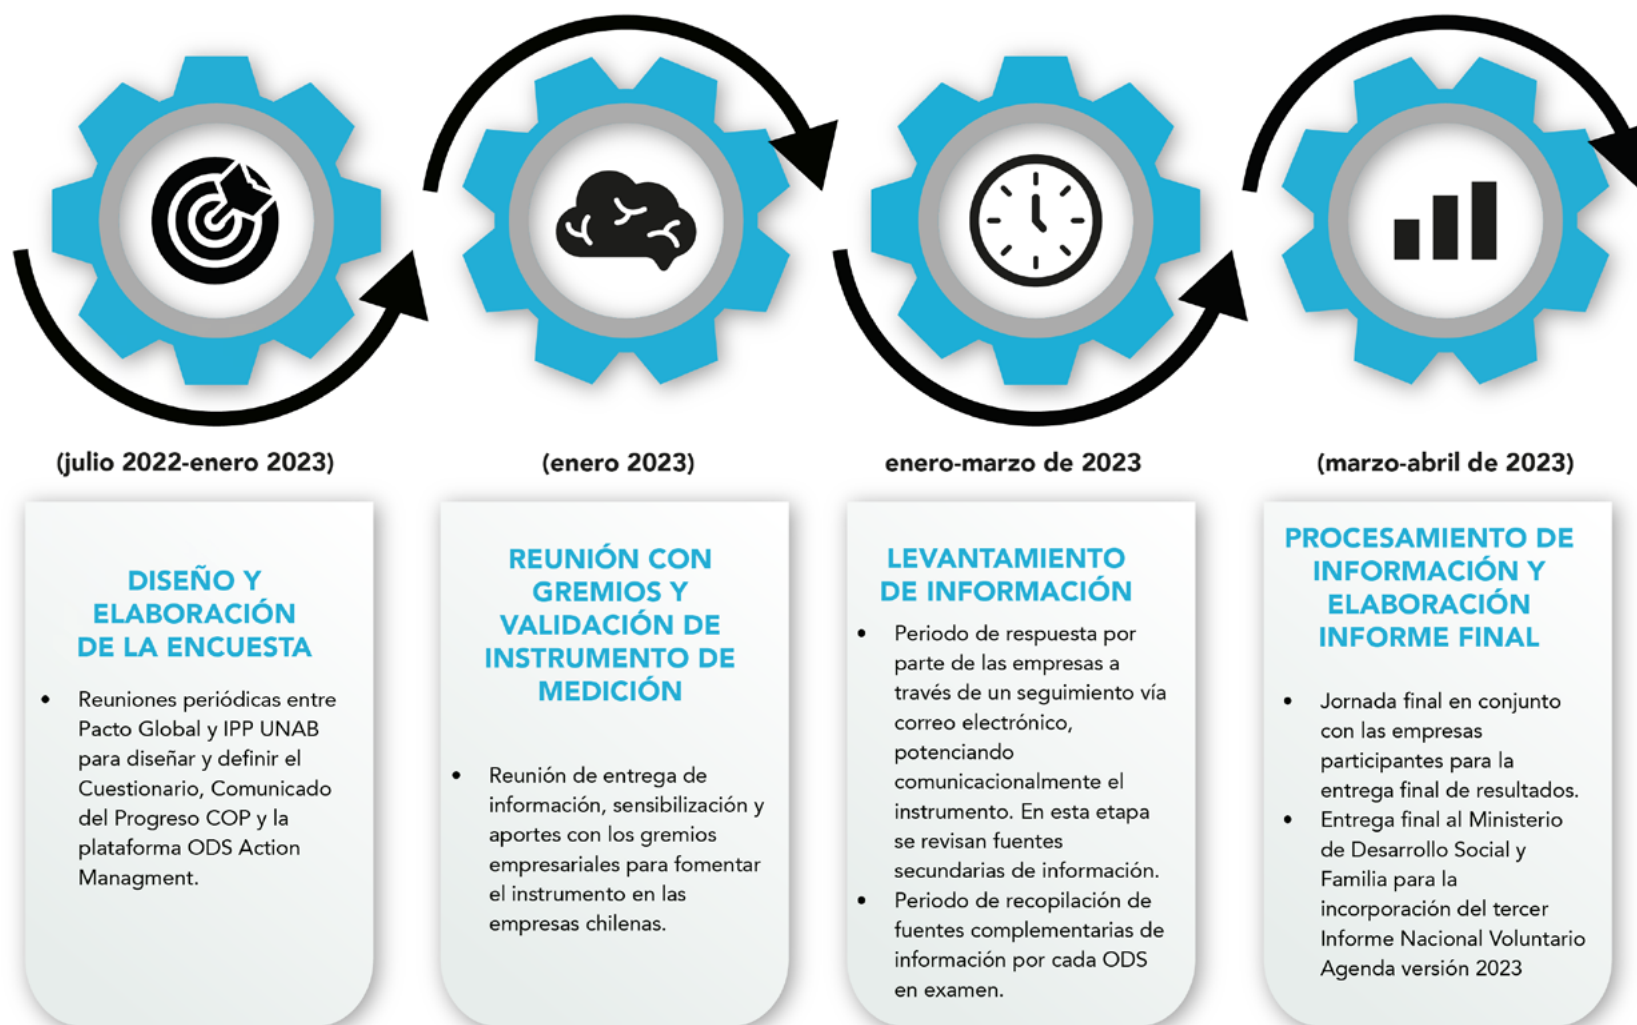 (julio 2022-enero 2023)
DISEÑO Y
ELABORACIÓN
DE LA ENCUESTA
• Reuniones periódicas entre
Pacto Global y IPP UNAB
para diseñar y definir el
Cuestionario, Comunicado
del Progreso COP y la
plataforma ODS Action
Managment.
(enero 2023)
REUNIÓN CON
GREMIOS Y
VALIDACIÓN DE
INSTRUMENTO DE
MEDICIÓN
• Reunión de entrega de
información, sensibilización y
aportes con los gremios
empresariales para fomentar
el instrumento en las
empresas chilenas.
enero-marzo de 2023
LEVANTAMIENTO
DE INFORMACIÓN
• Periodo de respuesta por
parte de las empresas a
través de un seguimiento vía
correo electrónico,
potenciando
comunicacionalmente el
instrumento. En esta etapa
se revisan fuentes
secundarias de información.
• Periodo de recopilación de
fuentes complementarias de
información por cada ODS
en examen.
(marzo-abril de 2023)
PROCESAMIENTO DE
INFORMACIÓN Y
ELABORACIÓN
INFORME FINAL
• Jornada final en conjunto
con las empresas
participantes para la
entrega final de resultados.
• Entrega final al Ministerio
de Desarrollo Social y
Familia para la
incorporación del tercer
Informe Nacional Voluntario
Agenda versión 2023